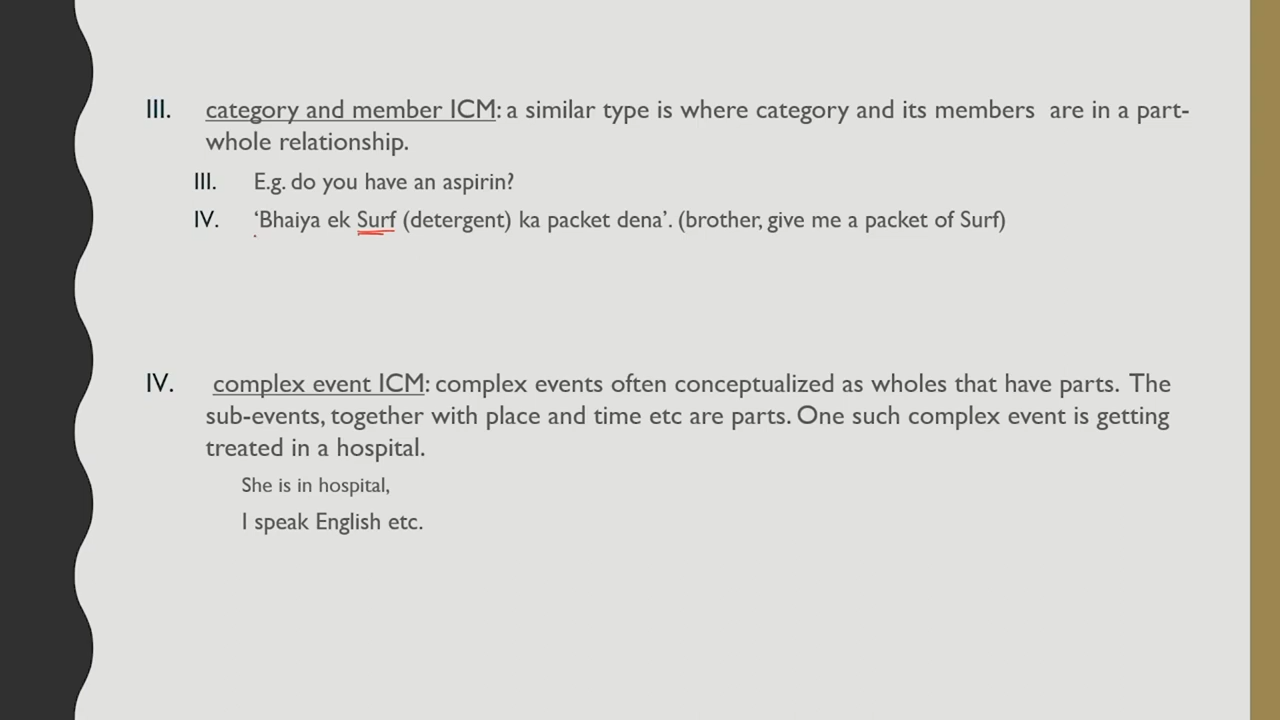 III. category and member ICM: a similar type is where category and its members are in a part-
whole relationship.
III. E.g. do you have an aspirin?
IV. ‘Bhaiya ek Surf (detergent) ka packet dena’. (brother, give me a packet of Surf)
IV. complex event ICM: complex events often conceptualized as wholes that have parts. The
sub-events, together with place and time etc are parts. One such complex event is getting
treated in a hospital.
She is in hospital,
I speak English etc.